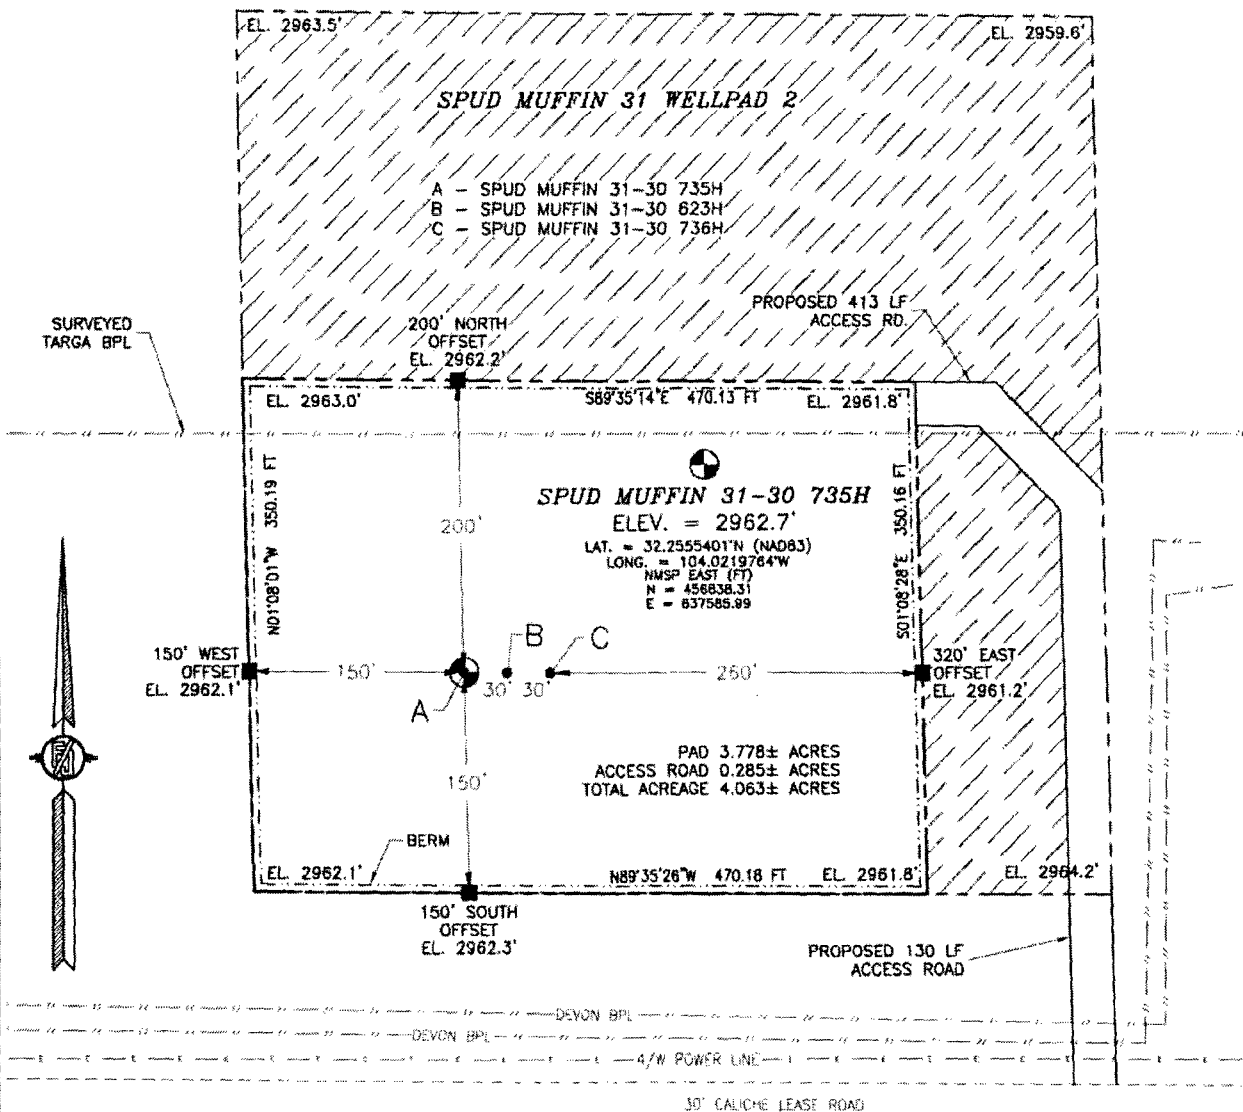 EL. 2963.5'
EL. 2959.6'
SPUD MUFFIN 31 WELLPAD 2
A – SPUD MUFFIN 31–30 735H
B – SPUD MUFFIN 31–30 623H
C – SPUD MUFFIN 31–30 736H
SURVEYED
TARGA BPL
200' NORTH
OFFSET
EL. 2962.2'
PROPOSED 413 LF
ACCESS RD.
EL. 2963.0'
S89°35'14"E 470.13 FT
EL. 2961.8'
N01°08'01"W 350.19 FT
200'
SPUD MUFFIN 31–30 735H
ELEV. = 2962.7'
LAT. = 32.2555401°N (NAD83)
LONG. = 104.0219764°W
NMSP EAST (FT)
N = 456838.31
E = 637585.99
S01°08'28"E 350.16 FT
150' WEST
OFFSET
EL. 2962.1'
150'
A
B
C
30' 30'
260'
320' EAST
OFFSET
EL. 2961.2'
150'
PAD 3.778± ACRES
ACCESS ROAD 0.285± ACRES
TOTAL ACREAGE 4.063± ACRES
BERM
EL. 2962.1'
N89°35'26"W 470.18 FT
EL. 2961.8'
EL. 2964.2'
150' SOUTH
OFFSET
EL. 2962.3'
PROPOSED 130 LF
ACCESS ROAD
DEVON BPL
DEVON BPL
4/W POWER LINE
30' CALICHE LEASE ROAD